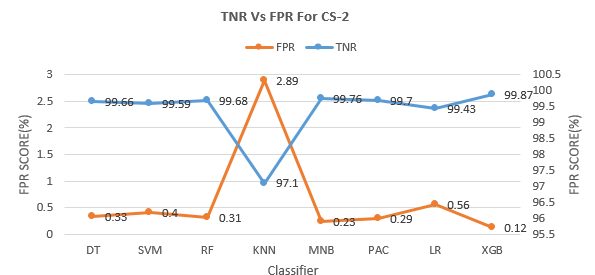 TNR Vs FPR For CS-2
FPR TNR
3 100.5
2.5 100
2 99.5
1.5 99
1 98.5
0.5 98
0 97.5
97
96.5
96
95.5
FPR SCORE(%)
FPR SCORE(%)
99.66 99.59 99.68 97.1 99.76 99.7 99.43 99.87
0.33 0.4 0.31 2.89 0.23 0.29 0.56 0.12
DT SVM RF KNN MNB PAC LR XGB
Classifier